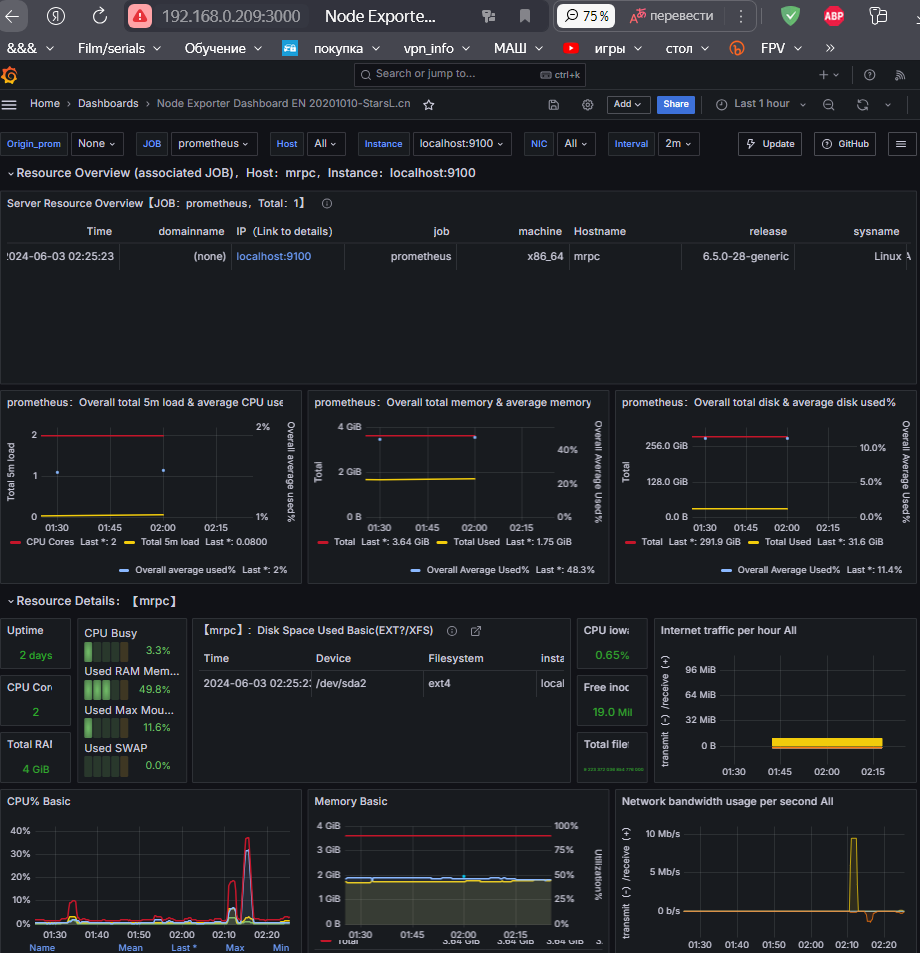 192.168.0.209:3000 Node Exporte... 75% перевести
&&& Film/serials Обучение покупка vpn_info МАШ игры стол FPV »
Search or jump to... ctrl+k
Home › Dashboards › Node Exporter Dashboard EN 20201010-StarsL.cn Add Share Last 1 hour
Origin_prom None JOB prometheus Host All Instance localhost:9100 NIC All Interval 2m Update GitHub
Resource Overview (associated JOB), Host: mrpc, Instance: localhost:9100
Server Resource Overview【JOB: prometheus, Total: 1】
Time domainname IP (Link to details) job machine Hostname release sysname
2024-06-03 02:25:23 (none) localhost:9100 prometheus x86_64 mrpc 6.5.0-28-generic Linux
prometheus: Overall total 5m load & average CPU use
2
1
0
Total 5m load
2%
1%
Overall average used%
01:30 01:45 02:00 02:15
CPU Cores Last *: 2 Total 5m load Last *: 0.0800
Overall average used% Last *: 2%
prometheus: Overall total memory & average memory
4 GiB
2 GiB
0 B
Total
40%
20%
0%
Overall Average Used%
01:30 01:45 02:00 02:15
Total Last *: 3.64 GiB Total Used Last *: 1.75 GiB
Overall Average Used% Last *: 48.3%
prometheus: Overall total disk & average disk used%
256.0 GiB
128.0 GiB
0.0 B
Total
10.0%
5.0%
0.0%
Overall Average Used%
01:30 01:45 02:00 02:15
Total Last *: 291.9 GiB Total Used Last *: 31.6 GiB
Overall Average Used% Last *: 11.4%
Resource Details: 【mrpc】
Uptime
2 days
CPU Cor
2
Total RAI
4 GiB
CPU Busy
3.3%
Used RAM Mem...
49.8%
Used Max Mou...
11.6%
Used SWAP
0.0%
【mrpc】: Disk Space Used Basic(EXT?/XFS)
Time Device Filesystem insta
2024-06-03 02:25:23 /dev/sda2 ext4 local
CPU iowa
0.65%
Free inoc
19.0 Mil
Total filet
Internet traffic per hour All
96 MiB
64 MiB
32 MiB
0 B
transmit (-) /receive (+)
01:30 01:45 02:00 02:15
CPU% Basic
40%
30%
20%
10%
0%
01:30 01:40 01:50 02:00 02:10 02:20
Name Mean Last * Max Min
Memory Basic
4 GiB
3 GiB
2 GiB
1 GiB
0 B
100%
75%
50%
25%
0%
Utilization%
01:30 01:45 02:00 02:15
Total 3.64 GiB 3.64 GiB 3.64 GiB 3.
Network bandwidth usage per second All
10 Mb/s
5 Mb/s
0 b/s
transmit (-) /receive (+)
01:30 01:40 01:50 02:00 02:10 02:20